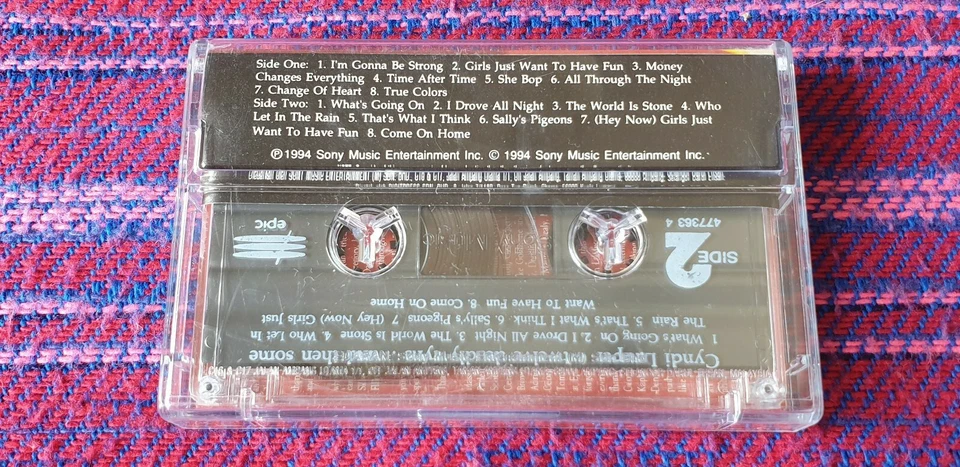 Side One: 1. I'm Gonna Be Strong 2. Girls Just Want To Have Fun 3. Money
Changes Everything 4. Time After Time 5. She Bop 6. All Through The Night
7. Change Of Heart 8. True Colors
Side Two: 1. What's Going On 2. I Drove All Night 3. The World Is Stone 4. Who
Let In The Rain 5. That's What I Think 6. Sally's Pigeons 7. (Hey Now) Girls Just
Want To Have Fun 8. Come On Home
℗1994 Sony Music Entertainment Inc. © 1994 Sony Music Entertainment Inc.
epic
477363 4
SIDE 2
Cyndi Lauper twelve deadly cyns...and then some
1 What's Going On 2. I Drove All Night 3. The World Is Stone 4. Who Let In
The Rain 5. That's What I Think 6. Sally's Pigeons 7 (Hey Now) Girls Just
Want To Have Fun 8. Come On Home